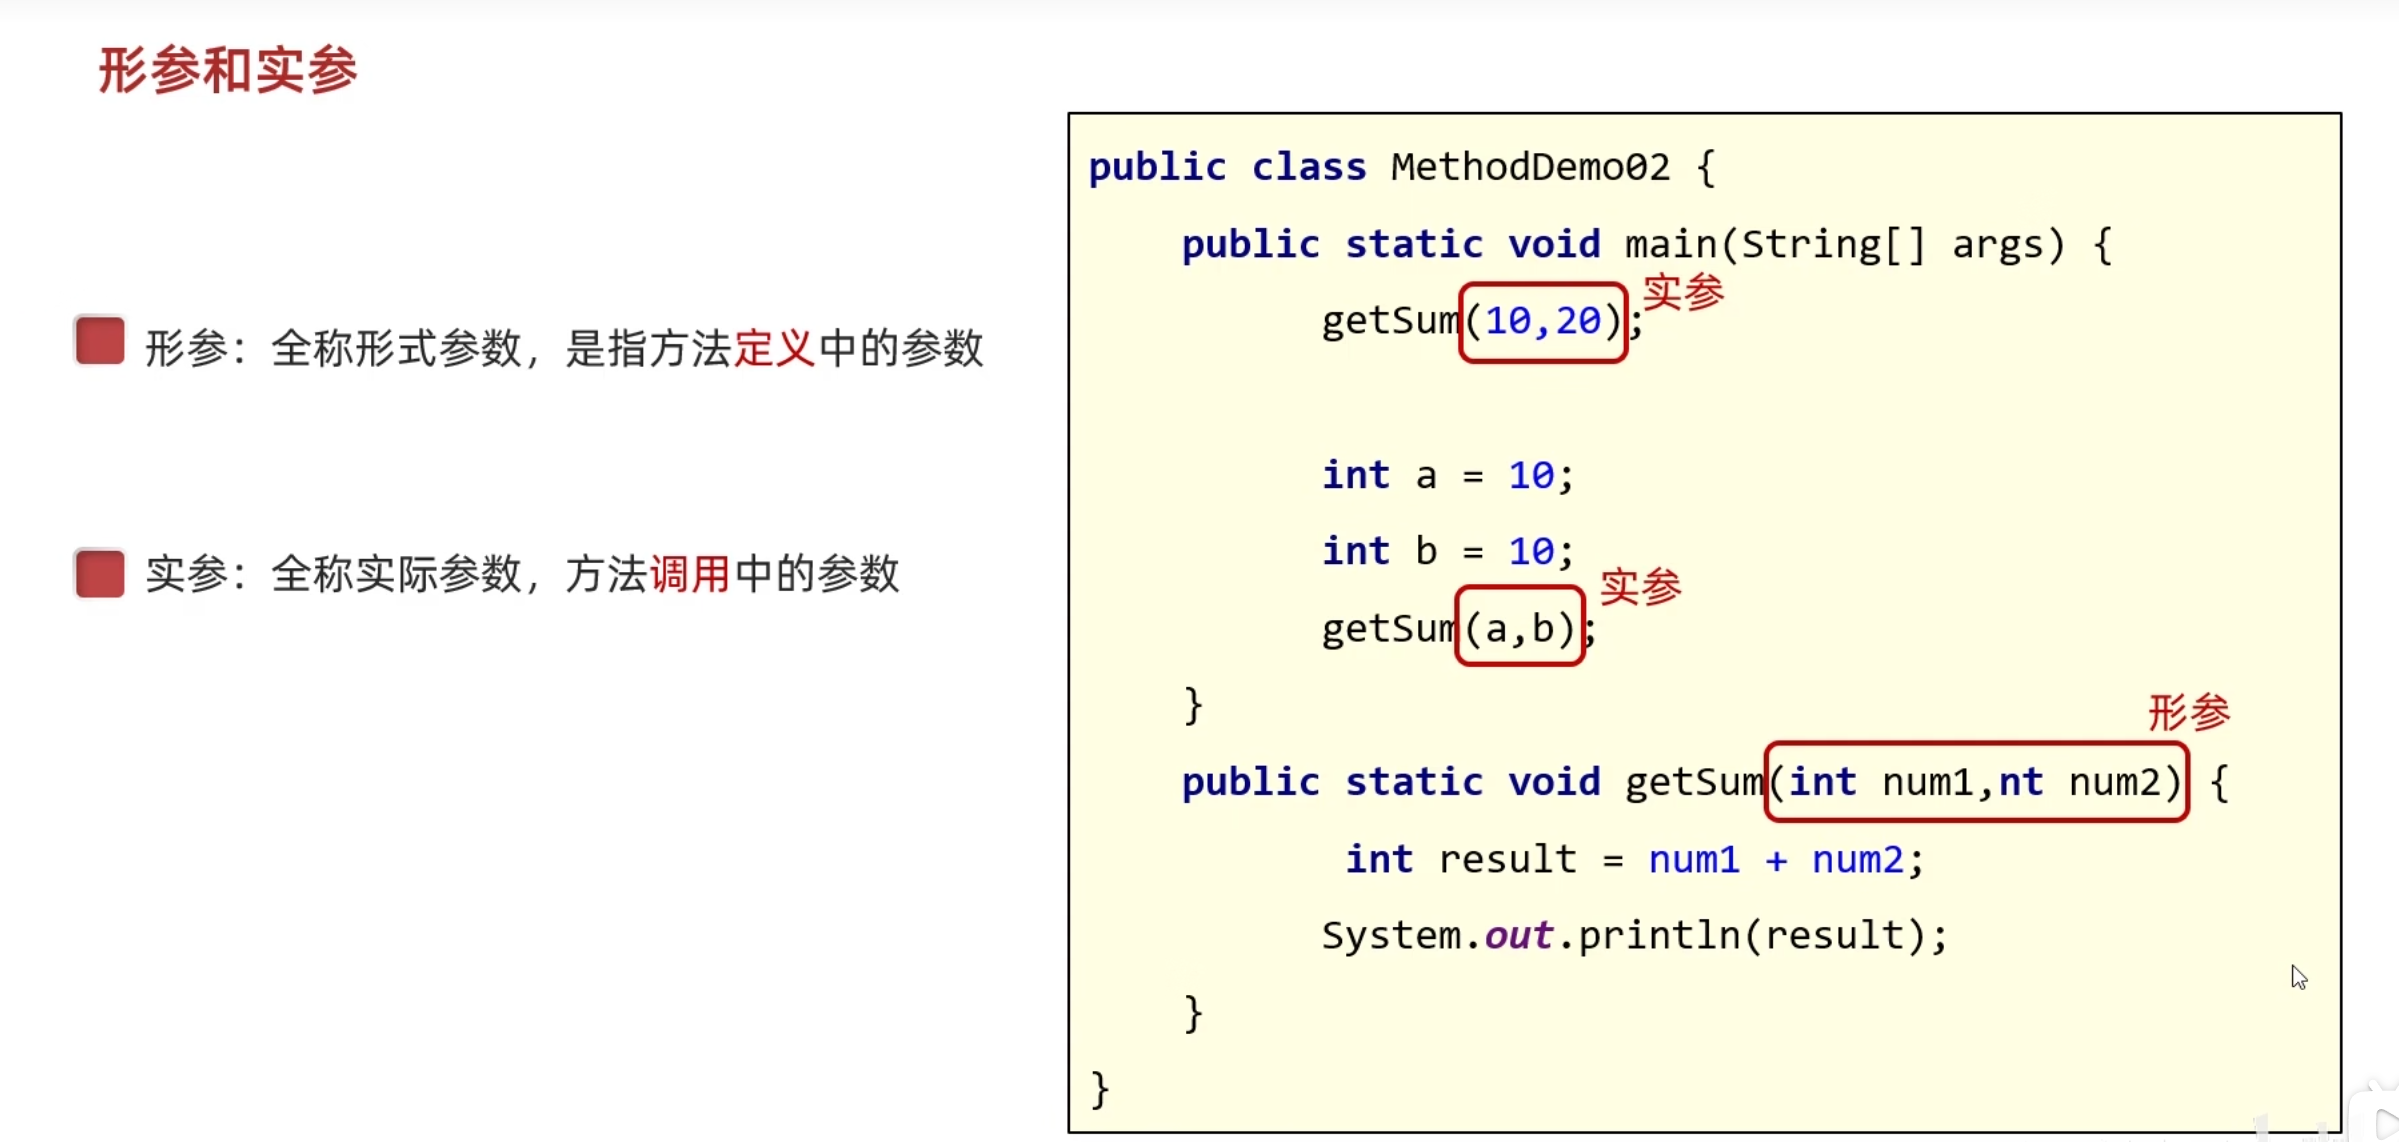 形参和实参
形参：全称形式参数，是指方法定义中的参数
实参：全称实际参数，方法调用中的参数
public class MethodDemo02 {
public static void main(String[] args) {
getSum(10,20);
实参
int a = 10;
int b = 10;
getSum(a,b);
实参
}
形参
public static void getSum(int num1,nt num2) {
int result = num1 + num2;
System.out.println(result);
}
}